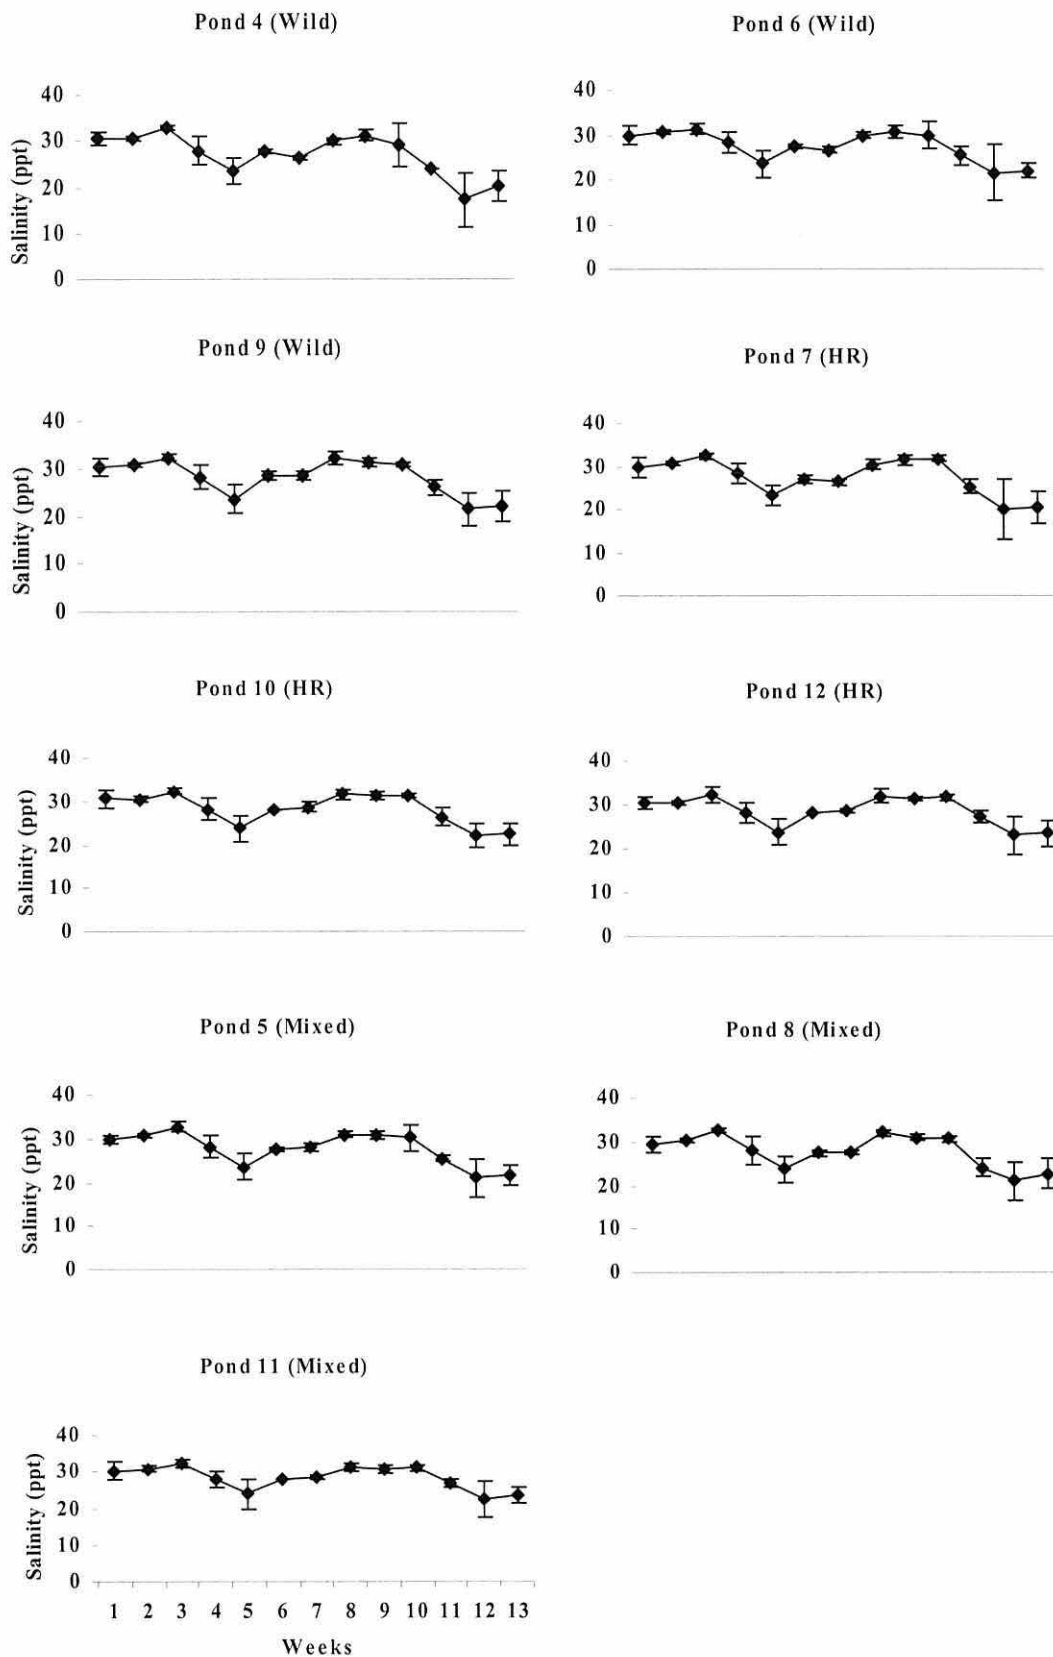 Pond 4 (Wild)
Salinity (ppt)
40
30
20
10
0
Pond 6 (Wild)
40
30
20
10
0
Pond 9 (Wild)
Salinity (ppt)
40
30
20
10
0
Pond 7 (HR)
40
30
20
10
0
Pond 10 (HR)
Salinity (ppt)
40
30
20
10
0
Pond 12 (HR)
40
30
20
10
0
Pond 5 (Mixed)
Salinity (ppt)
40
30
20
10
0
Pond 8 (Mixed)
40
30
20
10
0
Pond 11 (Mixed)
Salinity (ppt)
40
30
20
10
0
1 2 3 4 5 6 7 8 9 10 11 12 13
Weeks